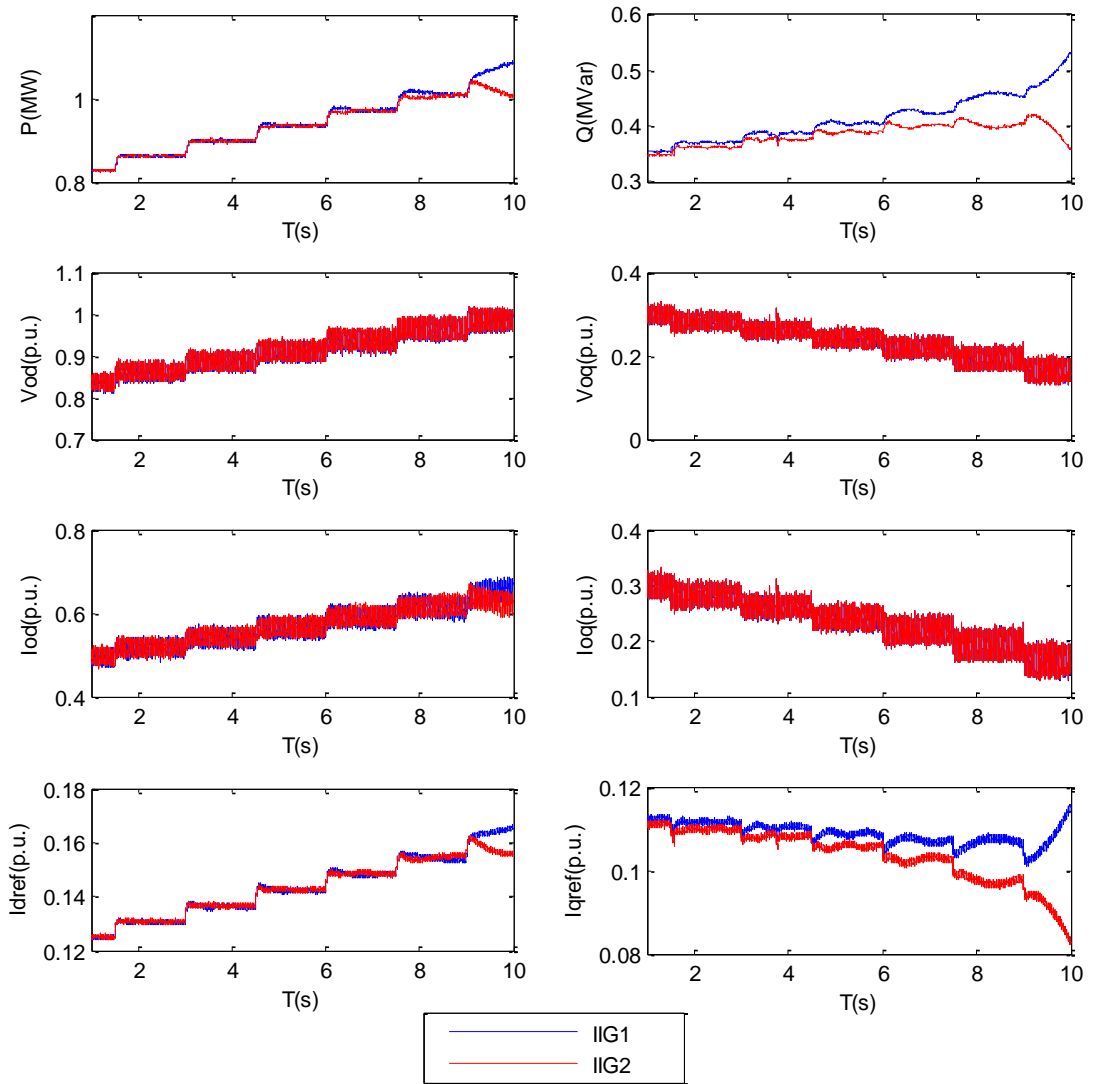 P(MW)
1
0.8
2 4 6 8 10
T(s)
Q(MVar)
0.6
0.5
0.4
0.3
2 4 6 8 10
T(s)
Vod(p.u.)
1.1
1
0.9
0.8
0.7
2 4 6 8 10
T(s)
Voq(p.u.)
0.4
0.2
0
2 4 6 8 10
T(s)
Iod(p.u.)
0.8
0.6
0.4
2 4 6 8 10
T(s)
Ioq(p.u.)
0.4
0.3
0.2
0.1
2 4 6 8 10
T(s)
Idref(p.u.)
0.18
0.16
0.14
0.12
2 4 6 8 10
T(s)
Iqref(p.u.)
0.12
0.1
0.08
2 4 6 8 10
T(s)
IIG1
IIG2